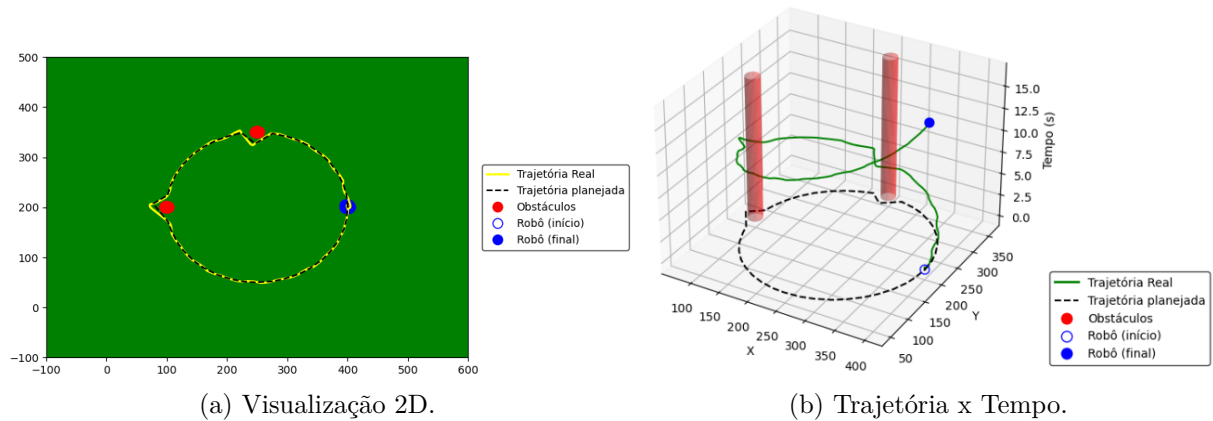 500
400
300
200
100
0
−100
−100 0 100 200 300 400 500 600
Trajetória Real
Trajetória planejada
Obstáculos
Robô (início)
Robô (final)
(a) Visualização 2D.
15.0
12.5
10.0
7.5
5.0
2.5
0.0
Tempo (s)
350
300
250
200
150
100
50
Y
100 150 200 250 300 350 400
X
Trajetória Real
Trajetória planejada
Obstáculos
Robô (início)
Robô (final)
(b) Trajetória x Tempo.